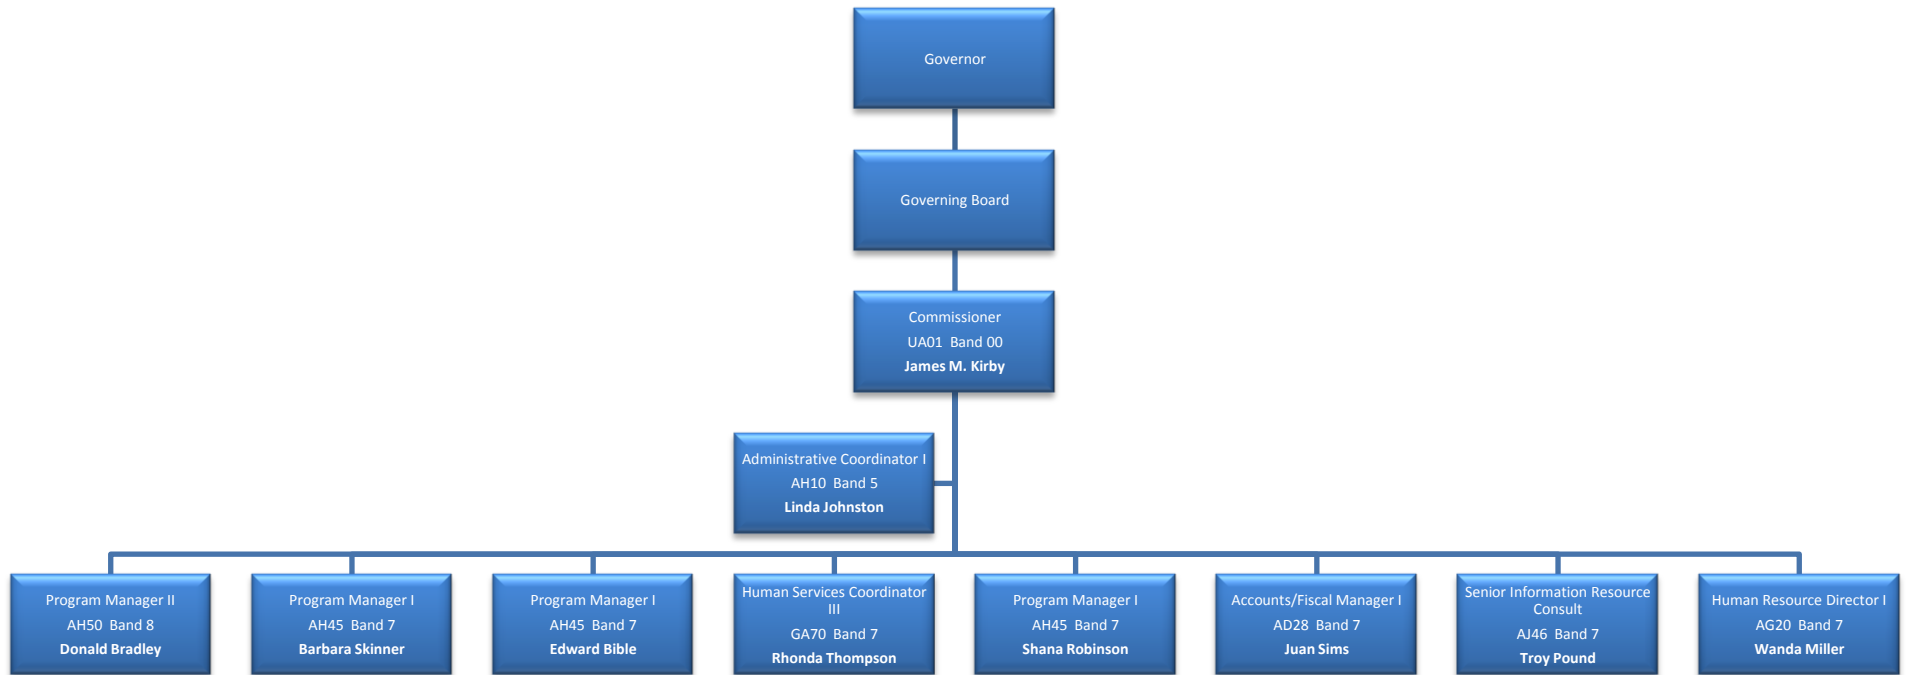 Governor
Governing Board
Commissioner
UA01 Band 00
James M. Kirby
Administrative Coordinator I
AH10 Band 5
Linda Johnston
Program Manager II
AH50 Band 8
Donald Bradley
Program Manager I
AH45 Band 7
Barbara Skinner
Program Manager I
AH45 Band 7
Edward Bible
Human Services Coordinator
III
GA70 Band 7
Rhonda Thompson
Program Manager I
AH45 Band 7
Shana Robinson
Accounts/Fiscal Manager I
AD28 Band 7
Juan Sims
Senior Information Resource
Consult
AJ46 Band 7
Troy Pound
Human Resource Director I
AG20 Band 7
Wanda Miller